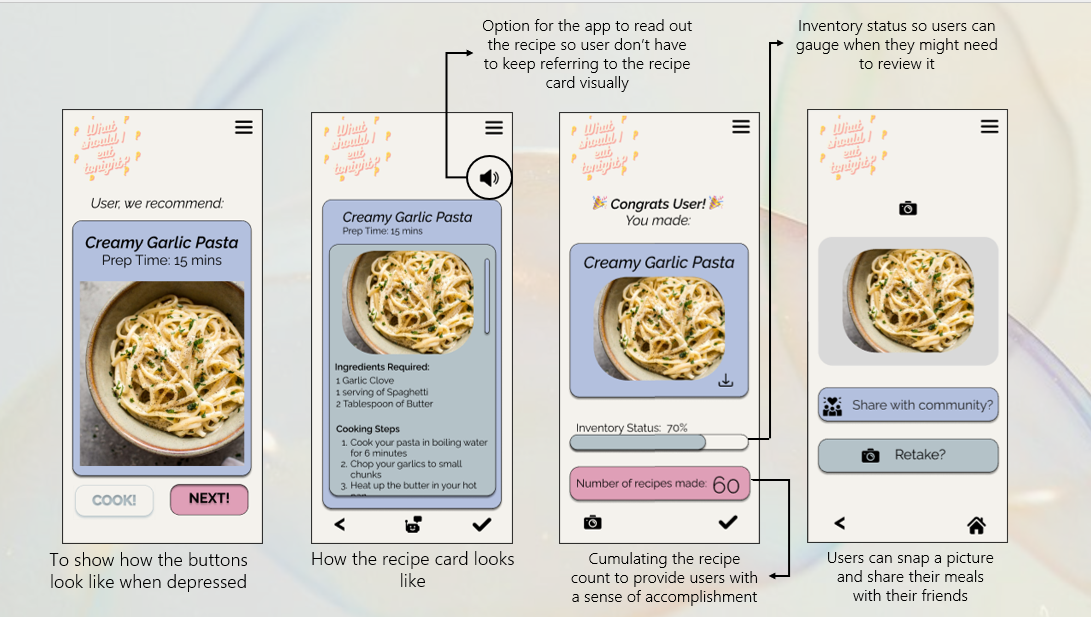 Option for the app to read out
the recipe so user don't have
to keep referring to the recipe
card visually
Inventory status so users can
gauge when they might need
to review it
What
should I
eat
tonight?
User, we recommend:
Creamy Garlic Pasta
Prep Time: 15 mins
COOK!
NEXT!
To show how the buttons
look like when depressed
What
should I
eat
tonight?
Creamy Garlic Pasta
Prep Time: 15 mins
Ingredients Required:
1 Garlic Clove
1 serving of Spaghetti
2 Tablespoon of Butter
Cooking Steps
1. Cook your pasta in boiling water
for 6 minutes
2. Chop your garlics to small
chunks
3. Heat up the butter in your hot
<
How the recipe card looks
like
What
should I
eat
tonight?
Congrats User!
You made:
Creamy Garlic Pasta
Inventory Status: 70%
Number of recipes made: 60
Cumulating the recipe
count to provide users with
a sense of accomplishment
What
should I
eat
tonight?
Share with community?
Retake?
<
Users can snap a picture
and share their meals
with their friends